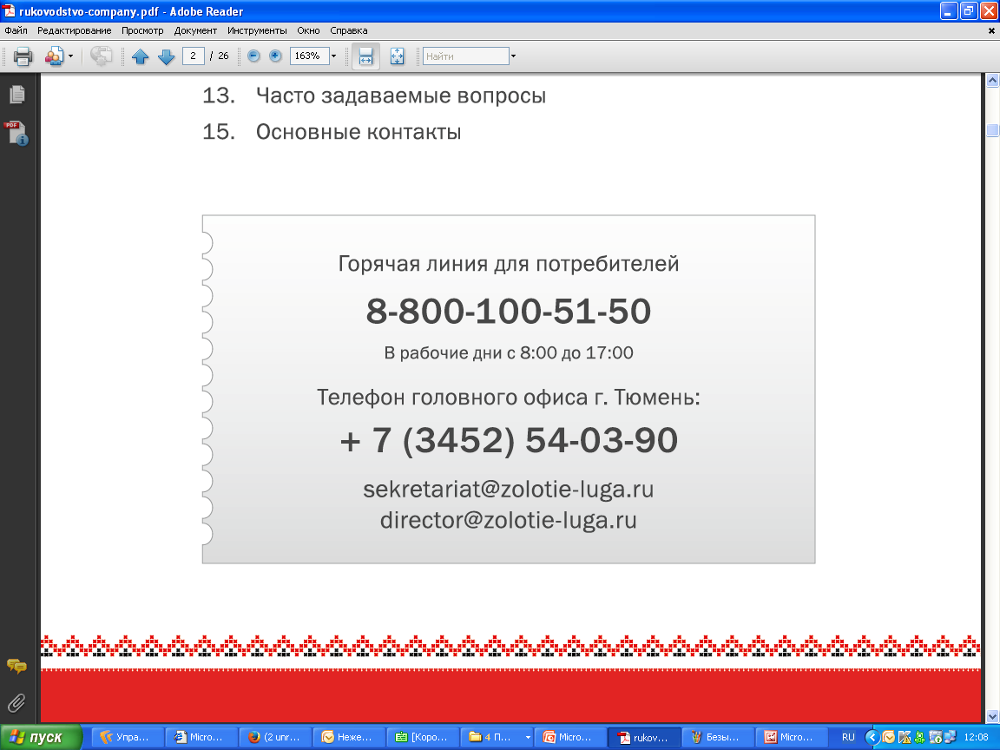 rukovodstvo-company.pdf - Adobe Reader
Файл Редактирование Просмотр Документ Инструменты Окно Справка
2 / 26 163% Найти
13. Часто задаваемые вопросы
15. Основные контакты
Горячая линия для потребителей
8-800-100-51-50
В рабочие дни с 8:00 до 17:00
Телефон головного офиса г. Тюмень:
+ 7 (3452) 54-03-90
sekretariat@zolotie-luga.ru
director@zolotie-luga.ru
пуск Упра... Micro... (2 unr... Неже... [Коро... 4 П... Micro... rukov... Безы... Micro... RU 12:08